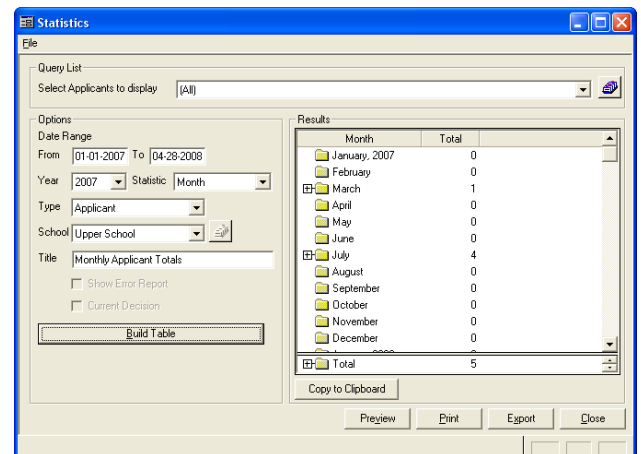 Statistics
File
Query List
Select Applicants to display (All)
Options
Date Range
From 01-01-2007 To 04-28-2008
Year 2007 Statistic Month
Type Applicant
School Upper School
Title Monthly Applicant Totals
Show Error Report
Current Decision
Build Table
Results
Month Total
January, 2007 0
February 0
March 1
April 0
May 0
June 0
July 4
August 0
September 0
October 0
November 0
December 0
Total 5
Copy to Clipboard
Preview Print Export Close